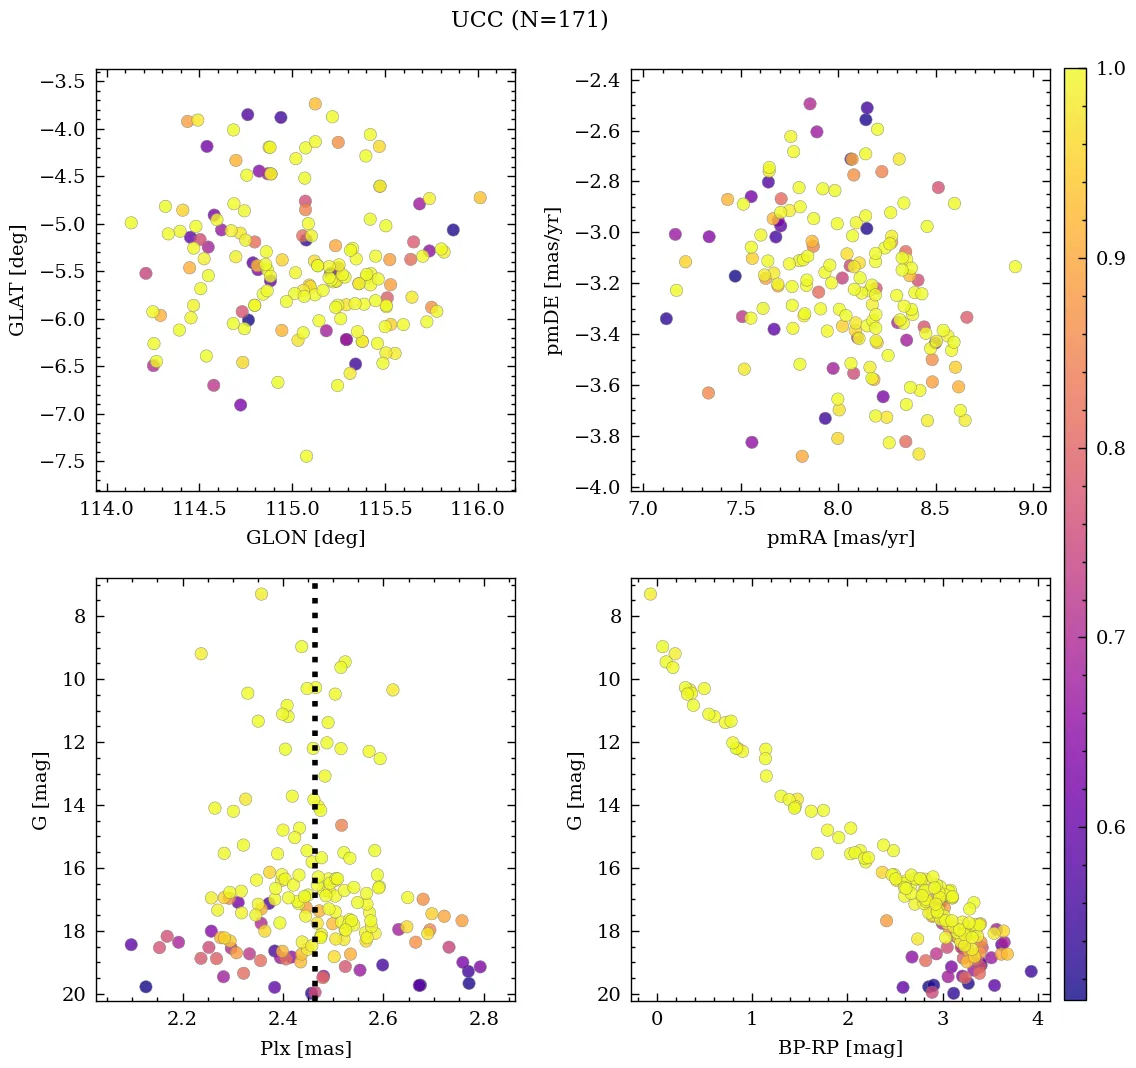 UCC (N=171)
−3.5
−4.0
−4.5
−5.0
−5.5
−6.0
−6.5
−7.0
−7.5
GLAT [deg]
114.0 114.5 115.0 115.5 116.0
GLON [deg]
−2.4
−2.6
−2.8
−3.0
−3.2
−3.4
−3.6
−3.8
−4.0
pmDE [mas/yr]
7.0 7.5 8.0 8.5 9.0
pmRA [mas/yr]
8
10
12
14
16
18
20
G [mag]
2.2 2.4 2.6 2.8
Plx [mas]
8
10
12
14
16
18
20
G [mag]
0 1 2 3 4
BP-RP [mag]
1.0
0.9
0.8
0.7
0.6